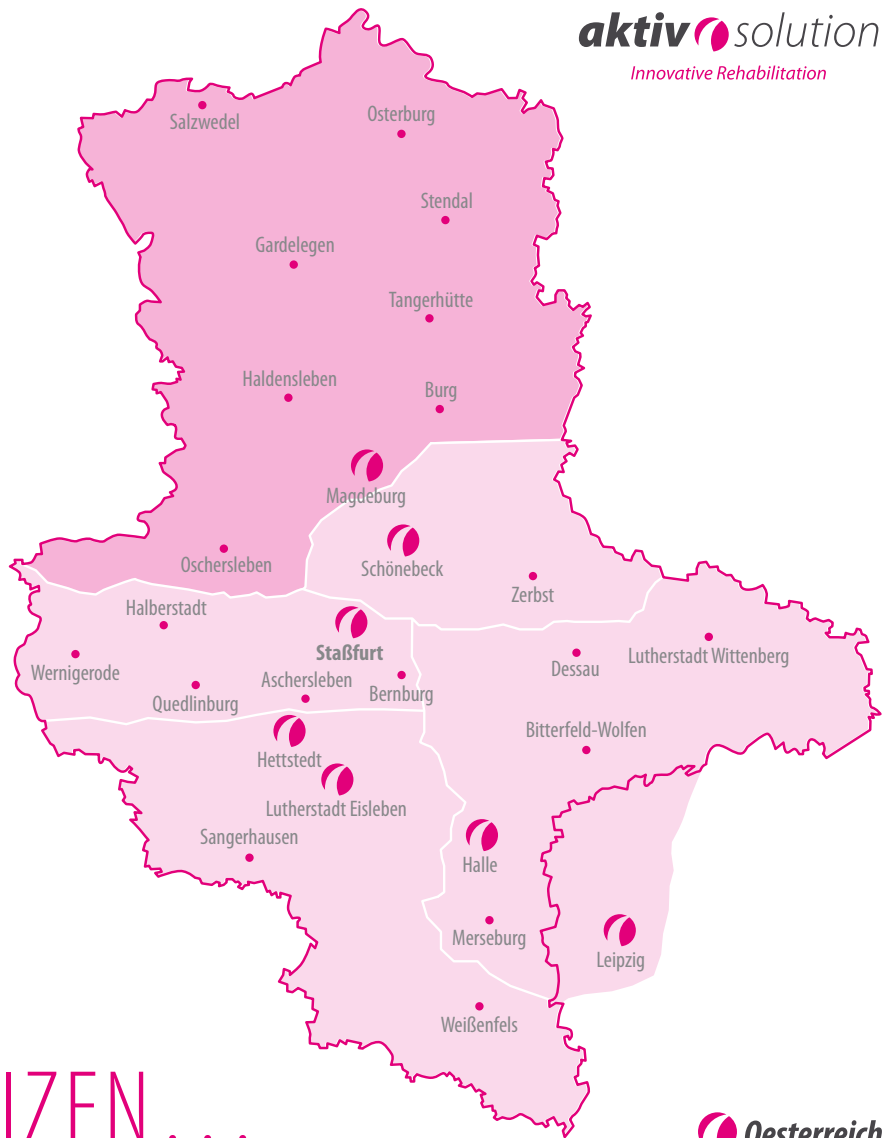 aktiv solution
Innovative Rehabilitation
Salzwedel
Osterburg
Stendal
Gardelegen
Tangerhütte
Haldensleben
Burg
Magdeburg
Oschersleben
Schönebeck
Zerbst
Halberstadt
Staßfurt
Wernigerode
Quedlinburg
Aschersleben
Bernburg
Dessau
Lutherstadt Wittenberg
Bitterfeld-Wolfen
Hettstedt
Lutherstadt Eisleben
Sangerhausen
Halle
Merseburg
Leipzig
Weißenfels
Oesterreich